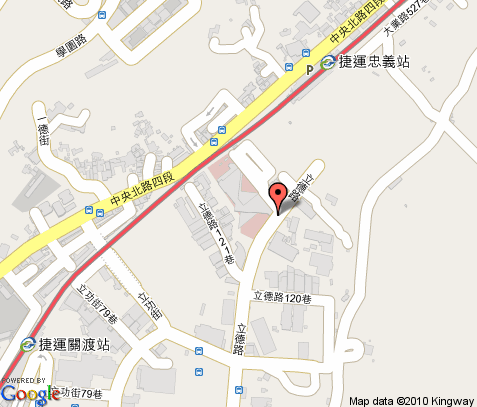 中央北路四段
大業路527巷
學園路
捷運忠義站
P
一德街
中央北路四段
立德路
立德路121巷
立功街
立功街79巷
立德路120巷
立德路
捷運關渡站
POWERED BY
Google
立功街79巷
Map data ©2010 Kingway